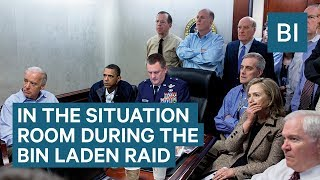 BI
IN THE SITUATION
ROOM DURING THE
BIN LADEN RAID